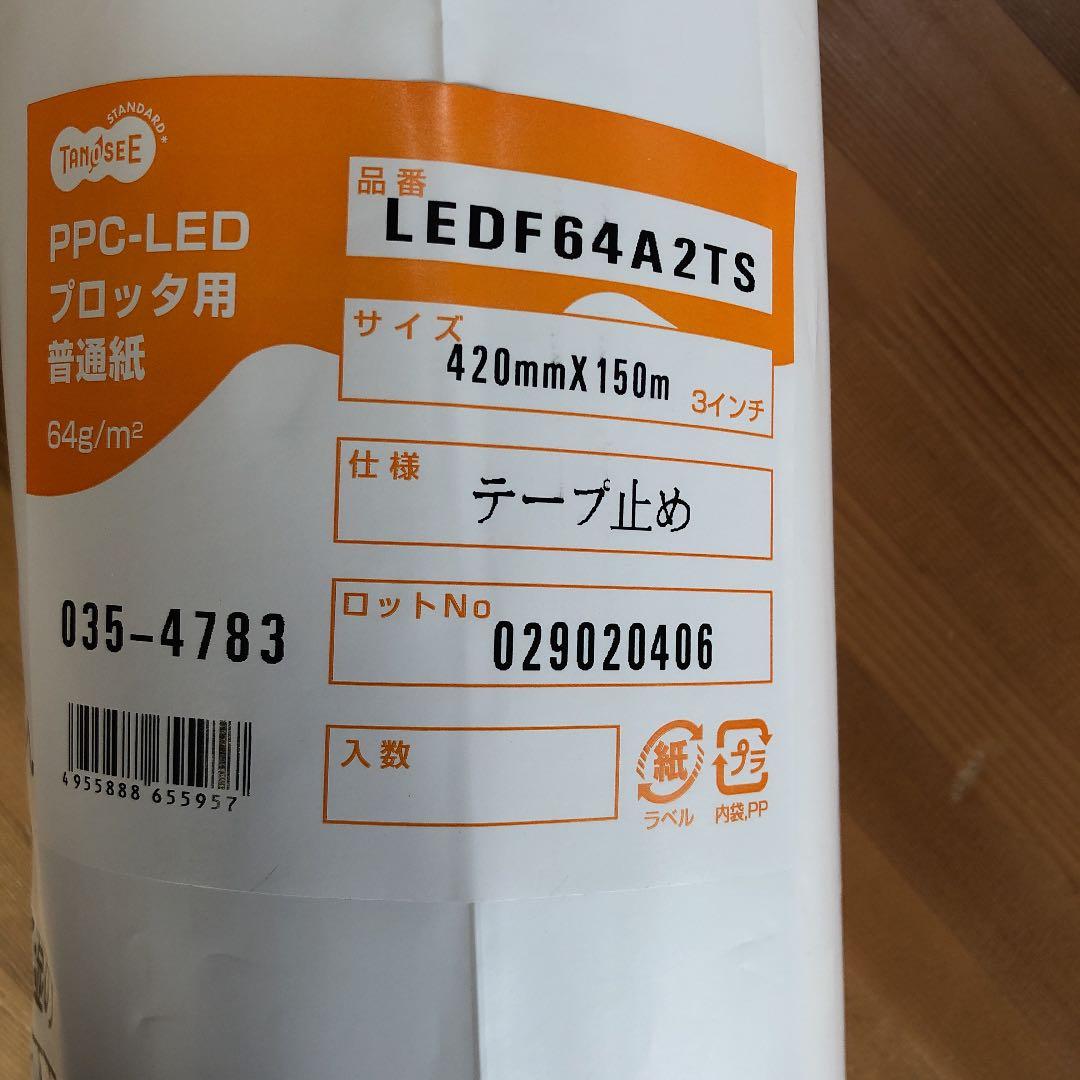 STANDARD*
TANOSEE
PPC-LED
プロッタ用
普通紙
64g/m²
品番
LEDF64A2TS
サイズ
420mmX150m 3インチ
仕様
テープ止め
035-4783
ロットNo
029020406
4955888 655957
入数
紙
ラベル
プラ
内袋,PP